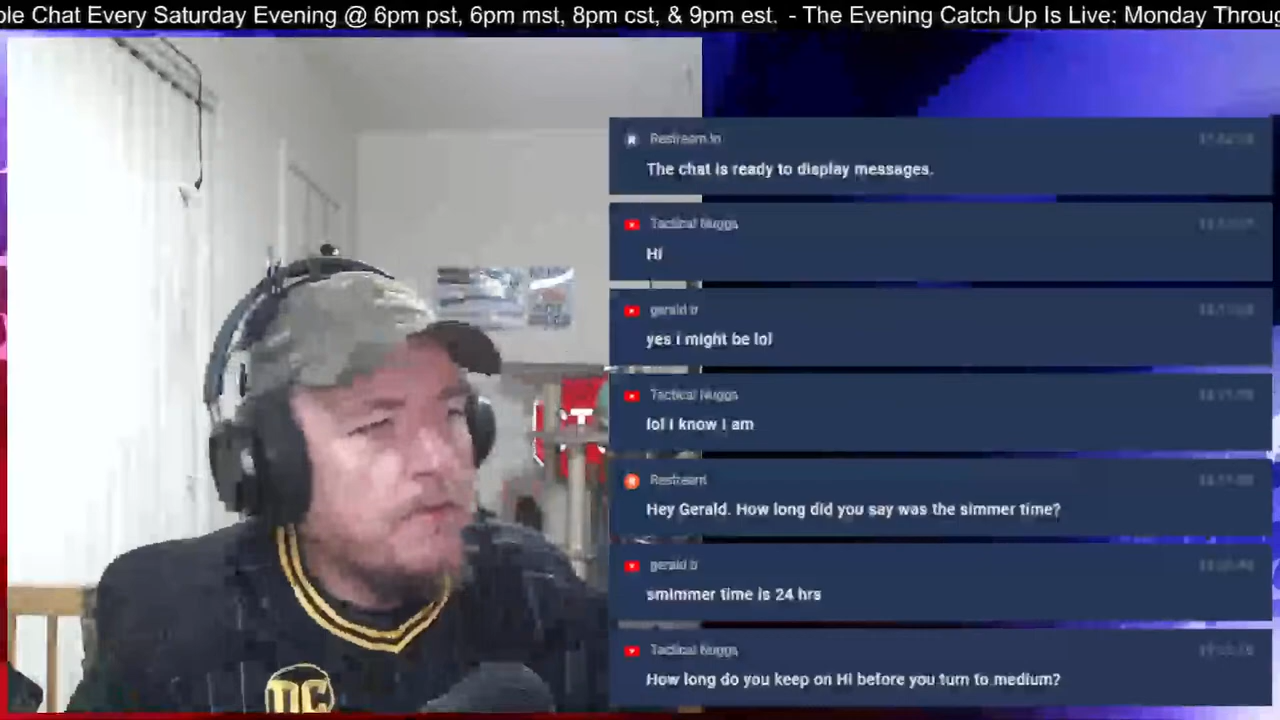 ble Chat Every Saturday Evening @ 6pm pst, 6pm mst, 8pm cst, & 9pm est. - The Evening Catch Up Is Live: Monday Throug
Restream.io
The chat is ready to display messages.
Tactical Nuggs
Hi
gerald b
yes i might be lol
Tactical Nuggs
lol i know I am
Restream
Hey Gerald. How long did you say was the simmer time?
gerald b
smimmer time is 24 hrs
Tactical Nuggs
How long do you keep on Hi before you turn to medium?
DC